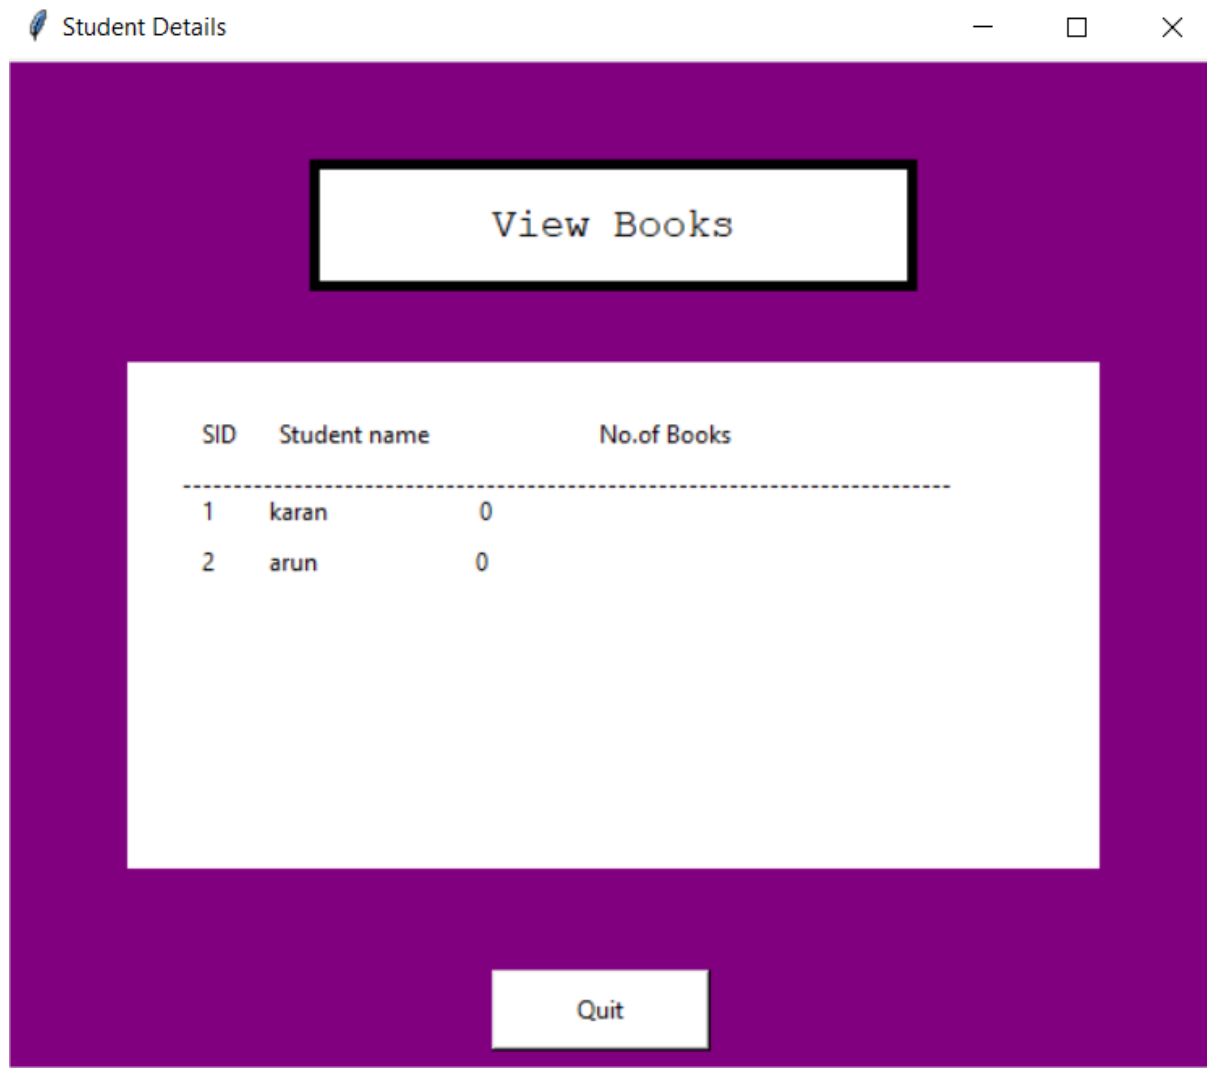 Student Details
View Books
SID Student name No.of Books
--------------------------------------------------------------------------------
1 karan 0
2 arun 0
Quit